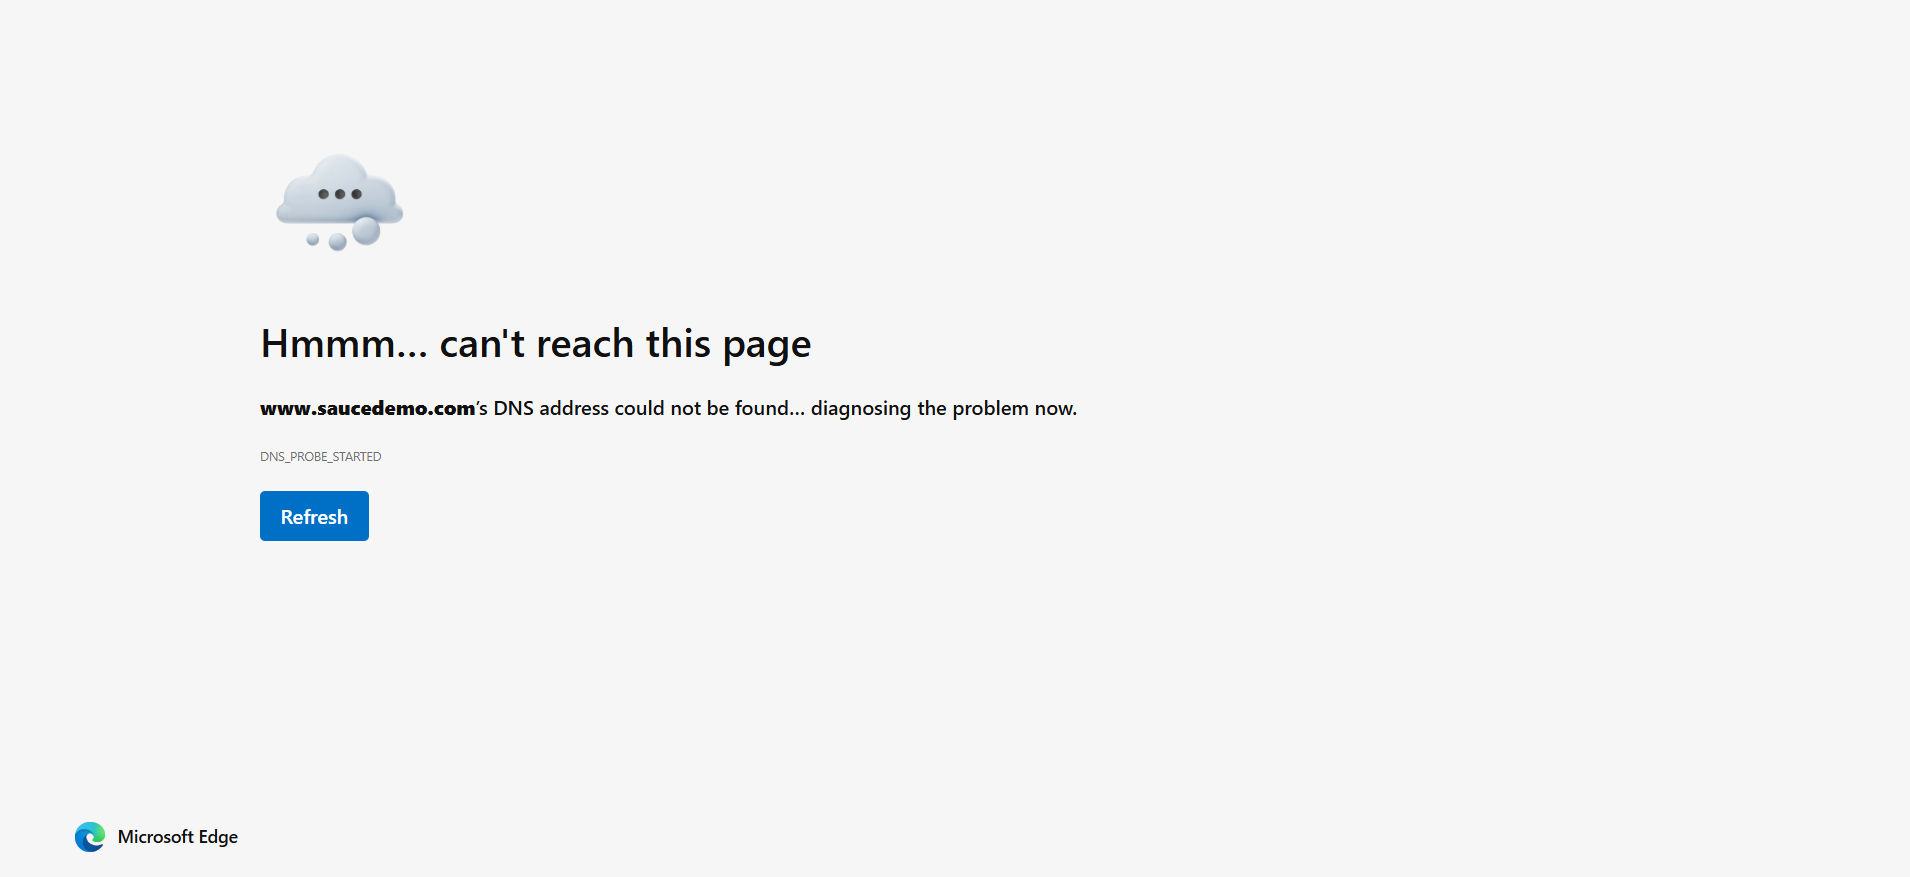 Hmmm... can't reach this page
www.saucedemo.com's DNS address could not be found... diagnosing the problem now.
DNS_PROBE_STARTED
Refresh
Microsoft Edge